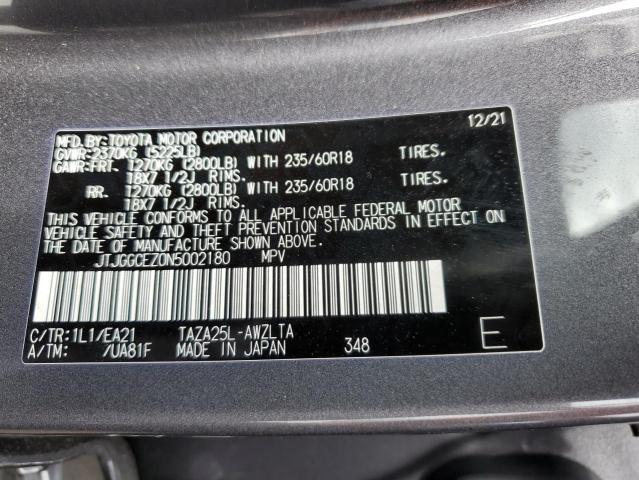 MFD.BY:TOYOTA MOTOR CORPORATION 12/21
GVWR:2370KG (5225LB)
GAWR:FRT. 1270KG (2800LB) WITH 235/60R18 TIRES.
18X7 1/2J RIMS.
RR. 1270KG (2800LB) WITH 235/60R18 TIRES.
18X7 1/2J RIMS.
THIS VEHICLE CONFORMS TO ALL APPLICABLE FEDERAL MOTOR
VEHICLE SAFETY AND THEFT PREVENTION STANDARDS IN EFFECT ON
THE DATE OF MANUFACTURE SHOWN ABOVE.
JTJGGCEZ0N5002180 MPV
C/TR:1L1/EA21 TAZA25L-AWZLTA
A/TM: /UA81F MADE IN JAPAN 348 E